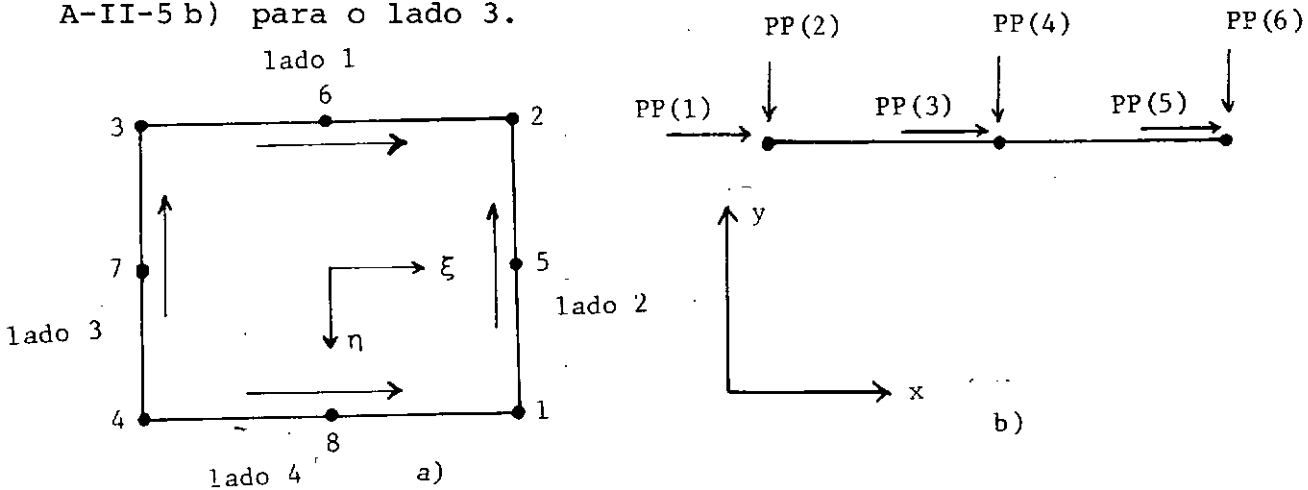 A-II-5 b) para o lado 3.
lado 1
6
3
2
7
ξ
5
lado 3
η
lado 2
4
8
1
lado 4
a)
PP(2)
PP(4)
PP(6)
PP(1)
PP(3)
PP(5)
y
x
b)